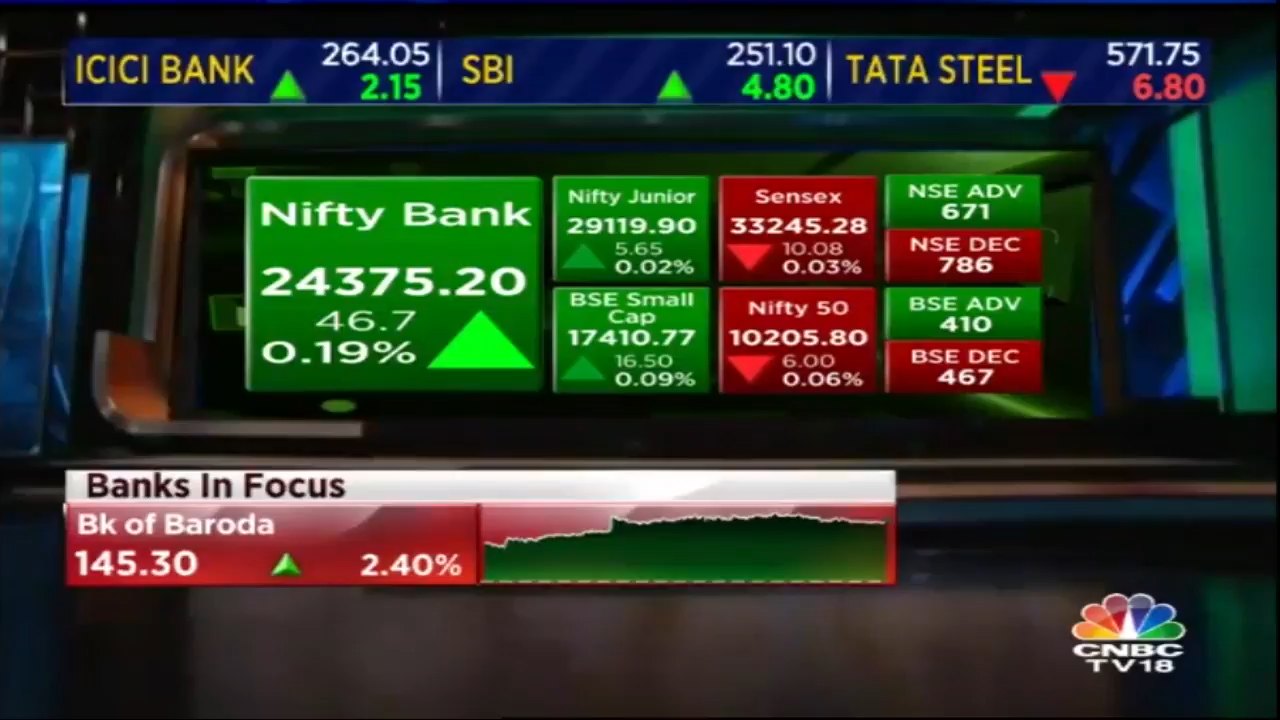 ICICI BANK 264.05 2.15 SBI 251.10 4.80 TATA STEEL 571.75 6.80
Nifty Bank
24375.20
46.7
0.19%
Nifty Junior
29119.90
5.65
0.02%
Sensex
33245.28
10.08
0.03%
NSE ADV
671
NSE DEC
786
BSE Small
Cap
17410.77
16.50
0.09%
Nifty 50
10205.80
6.00
0.06%
BSE ADV
410
BSE DEC
467
Banks In Focus
Bk of Baroda
145.30 2.40%
CNBC
TV18